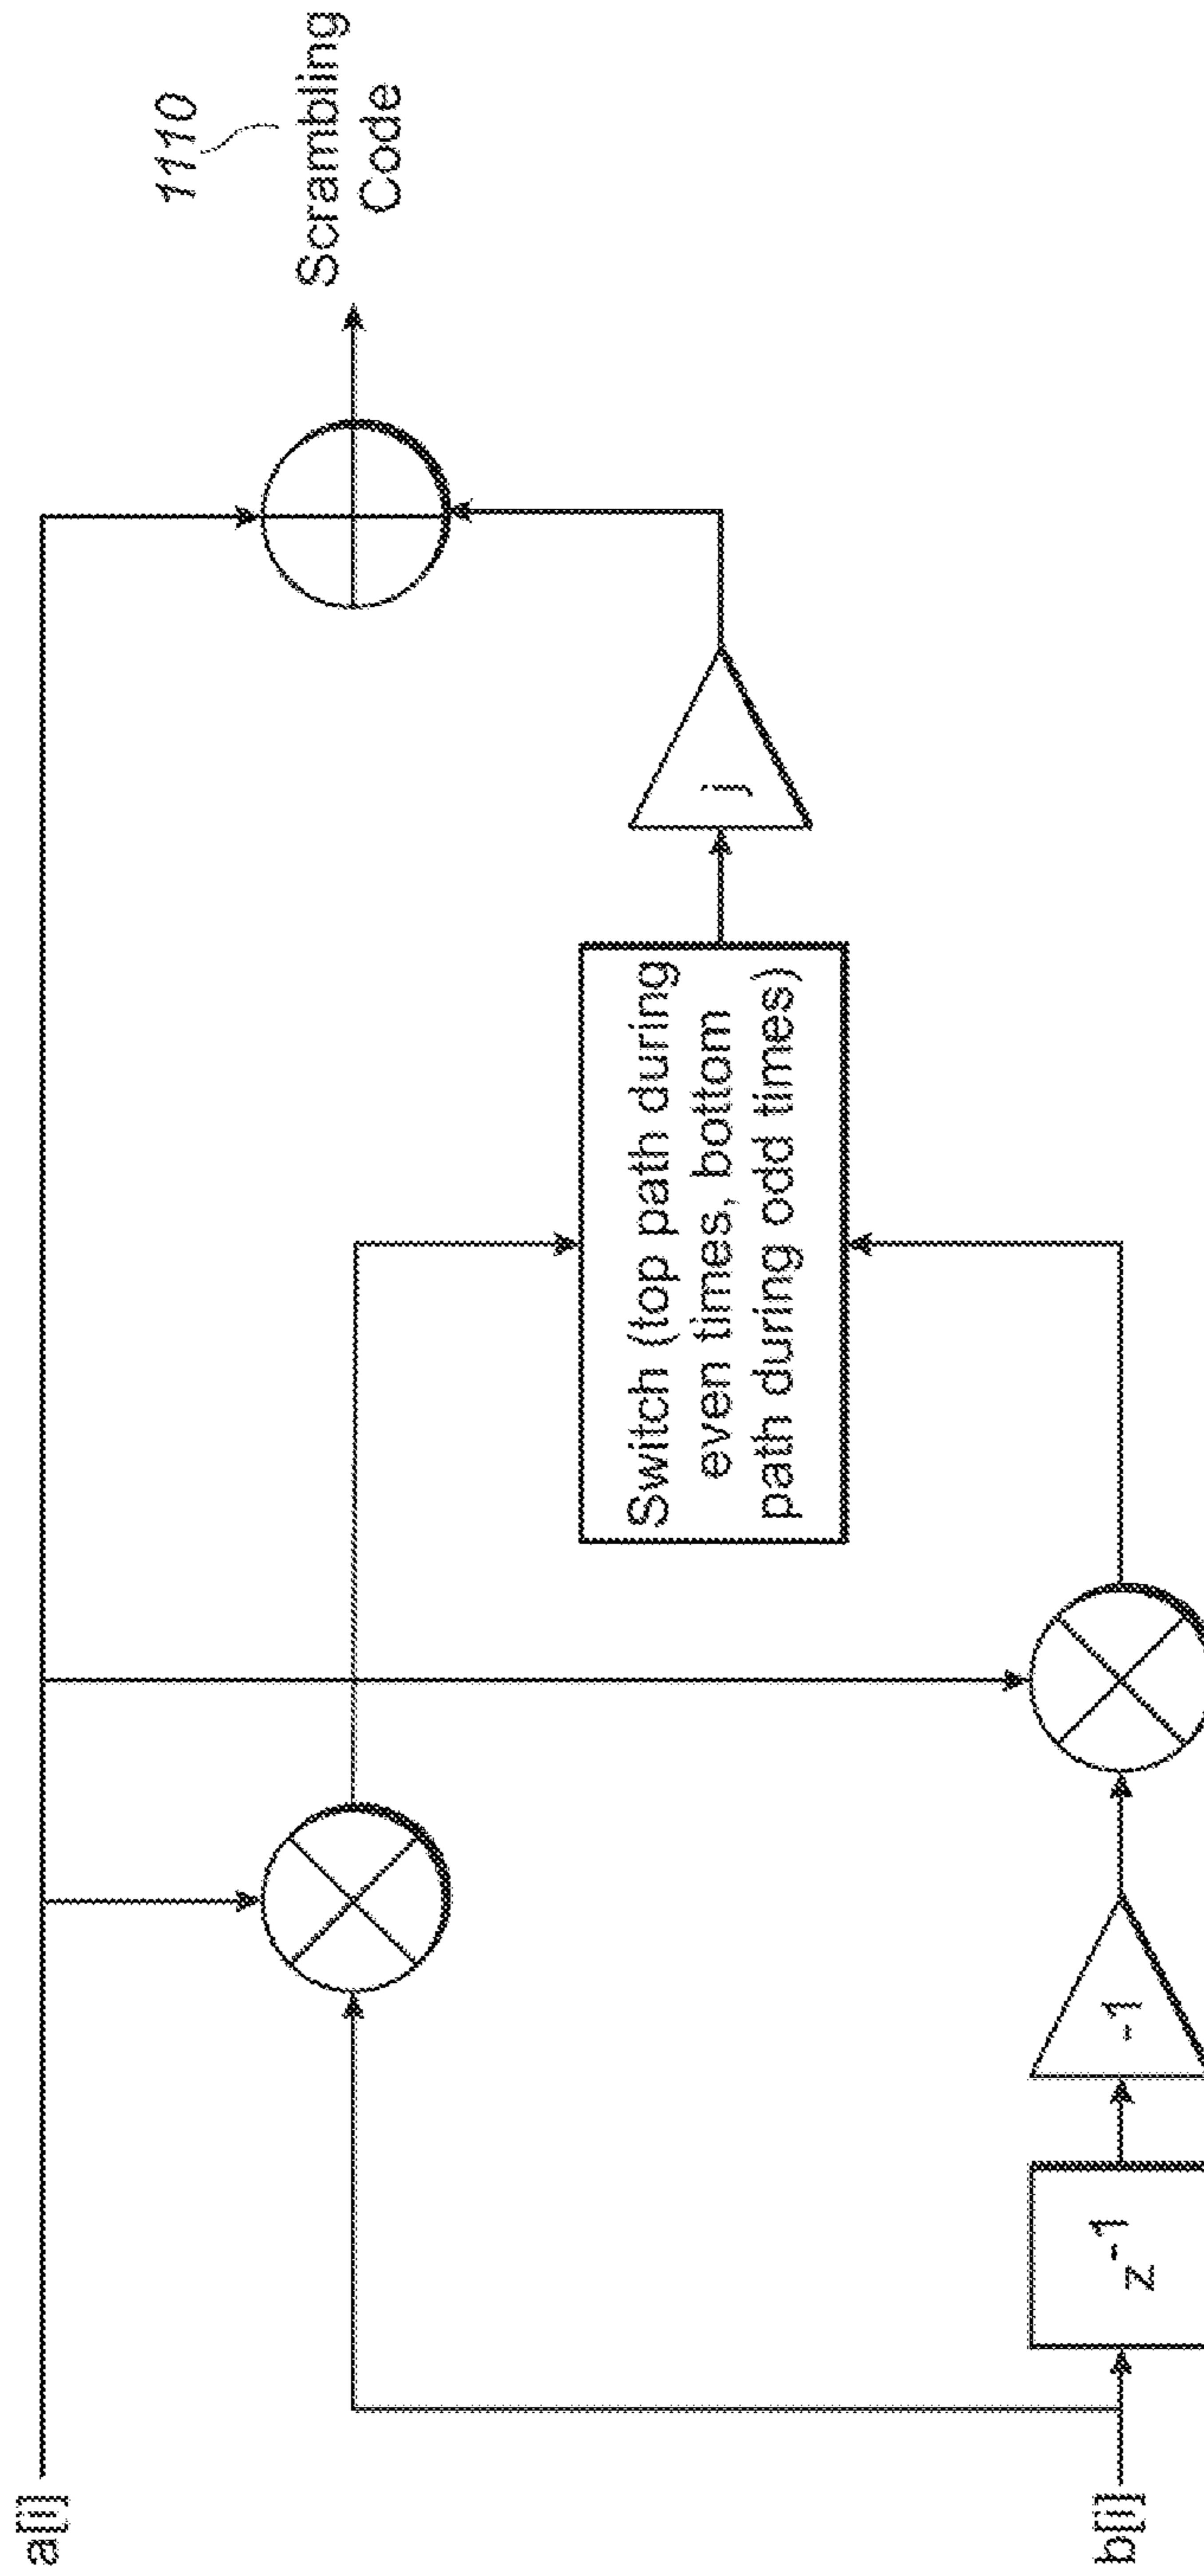 a[i]
1110
Scrambling
Code
Switch (top path during
even times, bottom
path during odd times)
j
b[i]
z-1
-1